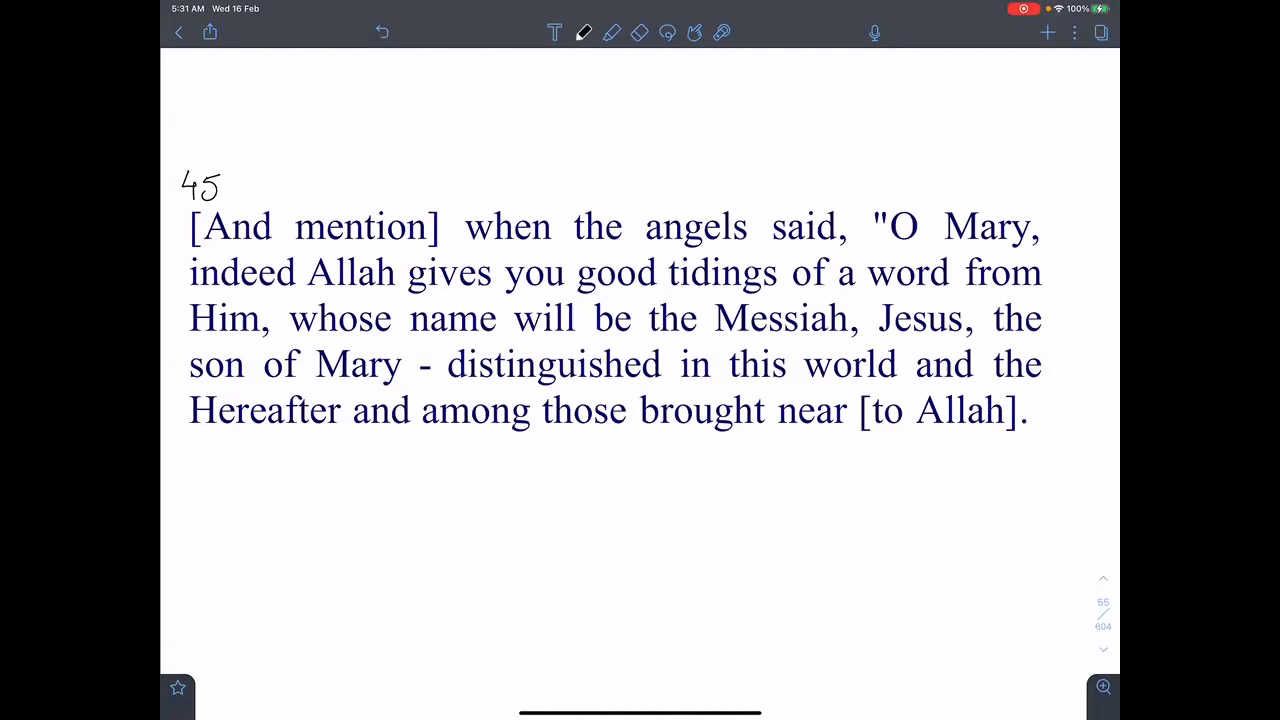 5:31 AM Wed 16 Feb 100%
T
45
[And mention] when the angels said, "O Mary,
indeed Allah gives you good tidings of a word from
Him, whose name will be the Messiah, Jesus, the
son of Mary - distinguished in this world and the
Hereafter and among those brought near [to Allah].
55
604